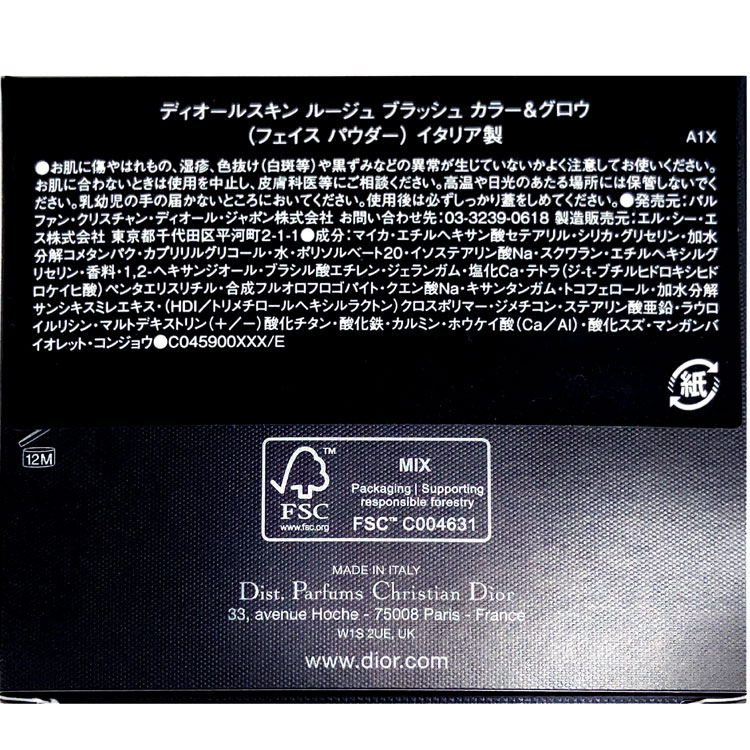 ディオールスキン ルージュ ブラッシュ カラー&グロウ
(フェイス パウダー) イタリア製
A1X
●お肌に傷やはれもの、湿疹、色抜け(白斑等)や黒ずみなどの異常が生じていないかよく注意してお使いください。
お肌に合わないときは使用を中止し、皮膚科医等にご相談ください。高温や日光のあたる場所には保管しないでく
ださい。乳幼児の手の届かないところにおいてください。使用後は必ずしっかり蓋をしめてください。●発売元:パル
ファン・クリスチャン・ディオール・ジャポン株式会社 お問い合わせ先:03-3239-0618 製造販売元:エル・シー・エ
ス株式会社 東京都千代田区平河町2-1-1●成分:マイカ・エチルヘキサン酸セテアリル・シリカ・グリセリン・加水
分解コメタンパク・カプリリルグリコール・水・ポリソルベート20・イソステアリン酸Na・スクワラン・エチルヘキシルグ
リセリン・香料・1,2-ヘキサンジオール・ブラシル酸エチレン・ジェランガム・塩化Ca・テトラ(ジ-t-ブチルヒドロキシヒド
ロケイヒ酸)ペンタエリスリチル・合成フルオロフロゴパイト・クエン酸Na・キサンタンガム・トコフェロール・加水分解
サンシキスミレエキス・(HDI/トリメチロールヘキシルラクトン)クロスポリマー・ジメチコン・ステアリン酸亜鉛・ラウロ
イルリシン・マルトデキストリン(+/−)酸化チタン・酸化鉄・カルミン・ホウケイ酸(Ca/Al)・酸化スズ・マンガンバ
イオレット・コンジョウ●C045900XXX/E
紙
12M
FSC™
www.fsc.org
MIX
Packaging | Supporting
responsible forestry
FSC™ C004631
MADE IN ITALY
Dist. Parfums Christian Dior
33, avenue Hoche - 75008 Paris - France
W1S 2UE, UK
www.dior.com